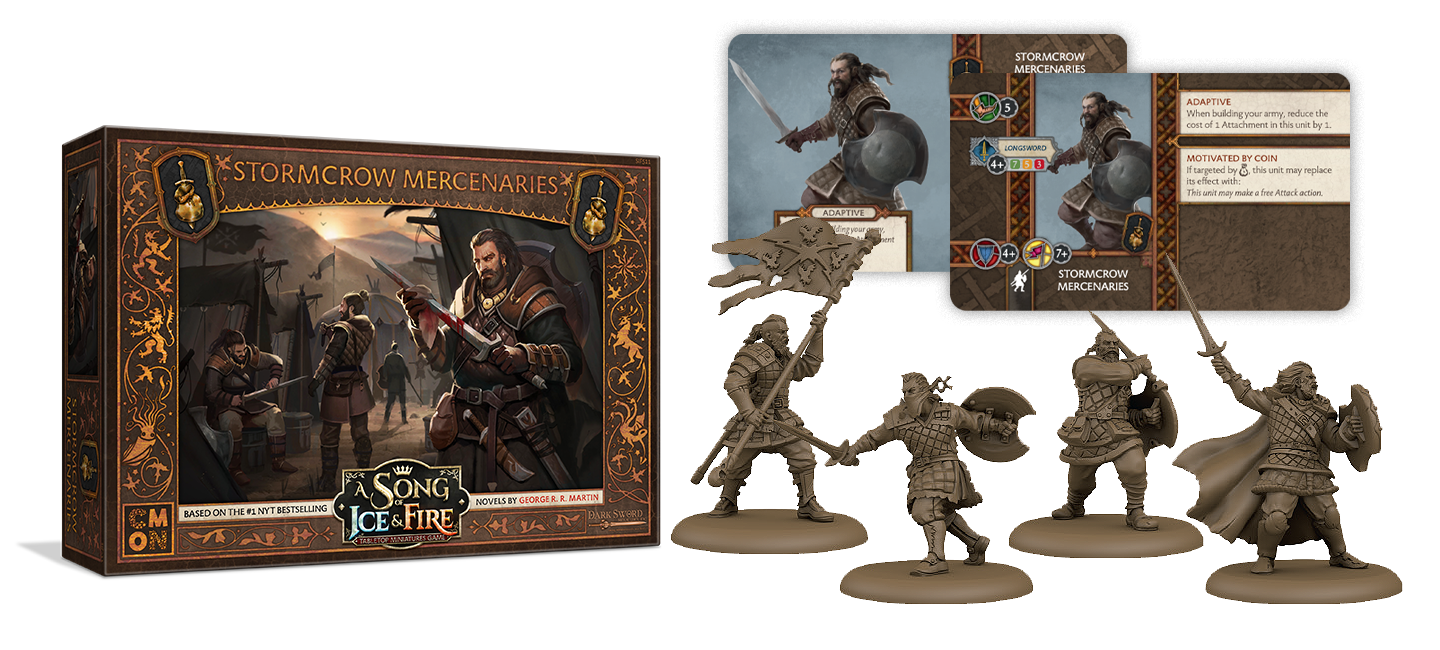 STORMCROW MERCENARIES
A SONG
OF
ICE & FIRE
TABLETOP MINIATURES GAME
BASED ON THE #1 NYT BESTSELLING
NOVELS BY GEORGE R. R. MARTIN
DARK SWORD
CM
ON
STORMCROW
MERCENARIES
ADAPTIVE
5
LONGSWORD
4+ 7 5 3
4+
7+
STORMCROW
MERCENARIES
ADAPTIVE
When building your army, reduce the
cost of 1 Attachment in this unit by 1.
MOTIVATED BY COIN
If targeted by , this unit may replace
its effect with:
This unit may make a free Attack action.